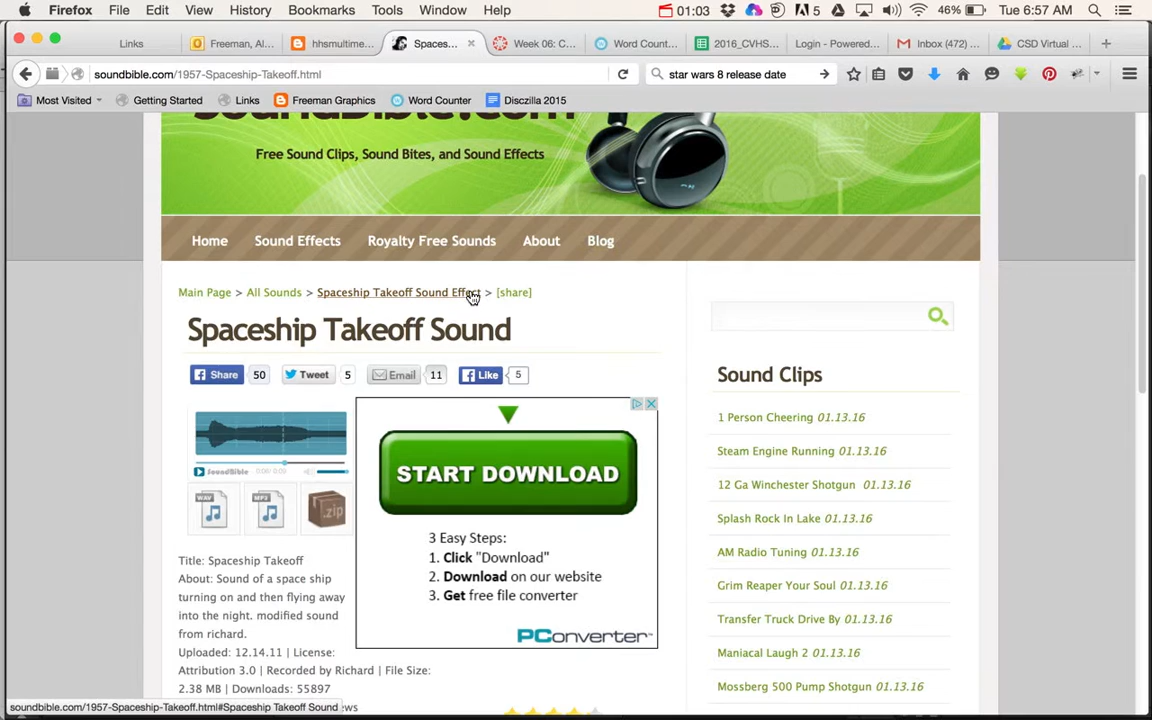 Firefox File Edit View History Bookmarks Tools Window Help 01:03 5 46% Tue 6:57 AM
Links Freeman, Al... hhsmultime... Spaces... Week 06: C... Word Count... 2016_CVHS... Login - Powered... Inbox (472) ... CSD Virtual ...
soundbible.com/1957-Spaceship-Takeoff.html star wars 8 release date
Most Visited Getting Started Links Freeman Graphics Word Counter Disczilla 2015
SoundBible.com
Free Sound Clips, Sound Bites, and Sound Effects
Home Sound Effects Royalty Free Sounds About Blog
Main Page > All Sounds > Spaceship Takeoff Sound Effect > [share]
Spaceship Takeoff Sound
Share 50 Tweet 5 Email 11 Like 5
SoundBible
WAV MP3 .zip
START DOWNLOAD
3 Easy Steps:
1. Click "Download"
2. Download on our website
3. Get free file converter
PConverter™
Title: Spaceship Takeoff
About: Sound of a space ship
turning on and then flying away
into the night. modified sound
from richard.
Uploaded: 12.14.11 | License:
Attribution 3.0 | Recorded by Richard | File Size:
2.38 MB | Downloads: 55897
Sound Clips
1 Person Cheering 01.13.16
Steam Engine Running 01.13.16
12 Ga Winchester Shotgun 01.13.16
Splash Rock In Lake 01.13.16
AM Radio Tuning 01.13.16
Grim Reaper Your Soul 01.13.16
Transfer Truck Drive By 01.13.16
Maniacal Laugh 2 01.13.16
Mossberg 500 Pump Shotgun 01.13.16
soundbible.com/1957-Spaceship-Takeoff.html#Spaceship Takeoff Sound